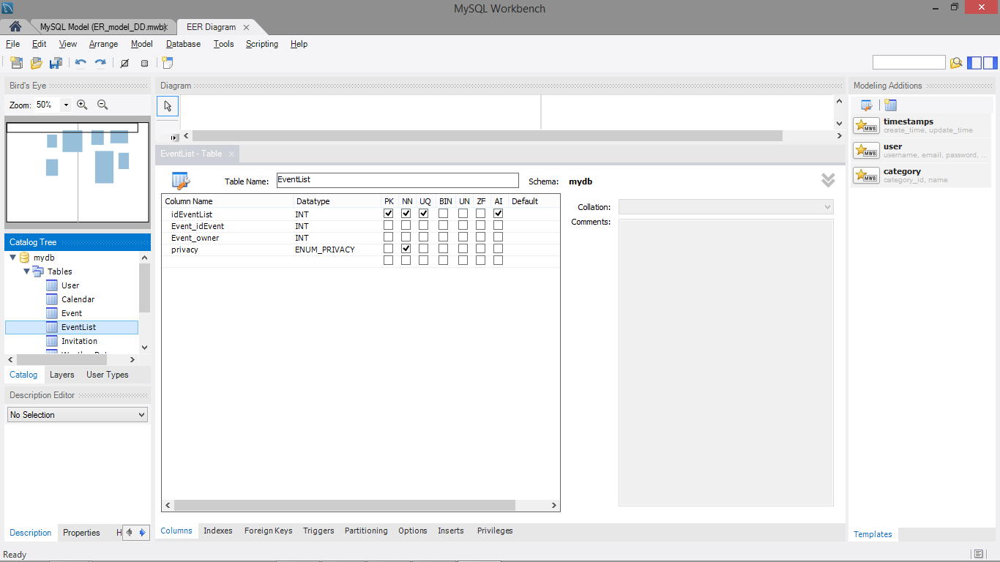 MySQL Workbench
MySQL Model (ER_model_DD.mwb)
EER Diagram
File Edit View Arrange Model Database Tools Scripting Help
Bird's Eye
Zoom: 50%
Catalog Tree
mydb
Tables
User
Calendar
Event
EventList
Invitation
Catalog Layers User Types
Description Editor
No Selection
Description Properties H
Diagram
EventList - Table
Table Name: EventList Schema: mydb
Column Name Datatype PK NN UQ BIN UN ZF AI Default
idEventList INT
Event_idEvent INT
Event_owner INT
privacy ENUM_PRIVACY
Collation:
Comments:
Columns Indexes Foreign Keys Triggers Partitioning Options Inserts Privileges
Modeling Additions
MWB
timestamps
create_time, update_time
MWB
user
username, email, password, ...
MWB
category
category_id, name
Templates
Ready